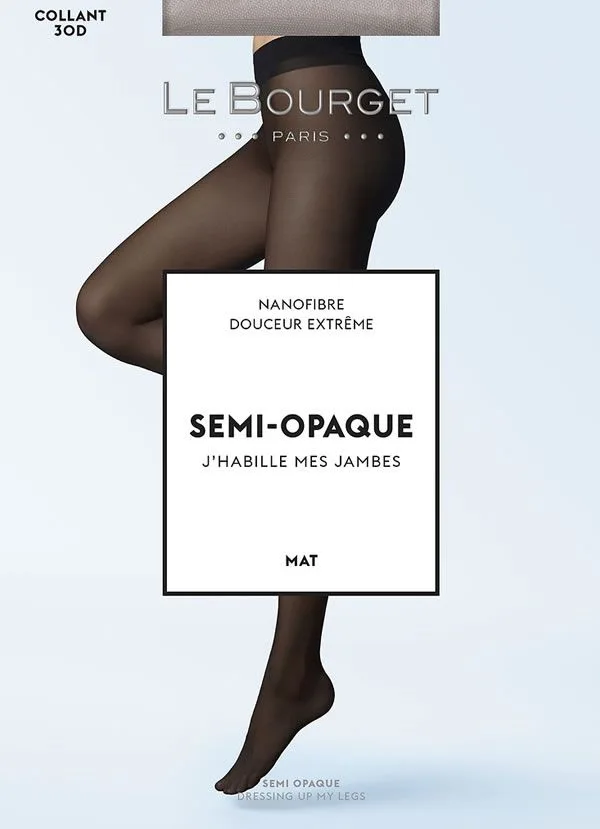 COLLANT
30D
LE BOURGET
••• PARIS •••
NANOFIBRE
DOUCEUR EXTRÊME
SEMI-OPAQUE
J'HABILLE MES JAMBES
MAT
SEMI OPAQUE
DRESSING UP MY LEGS